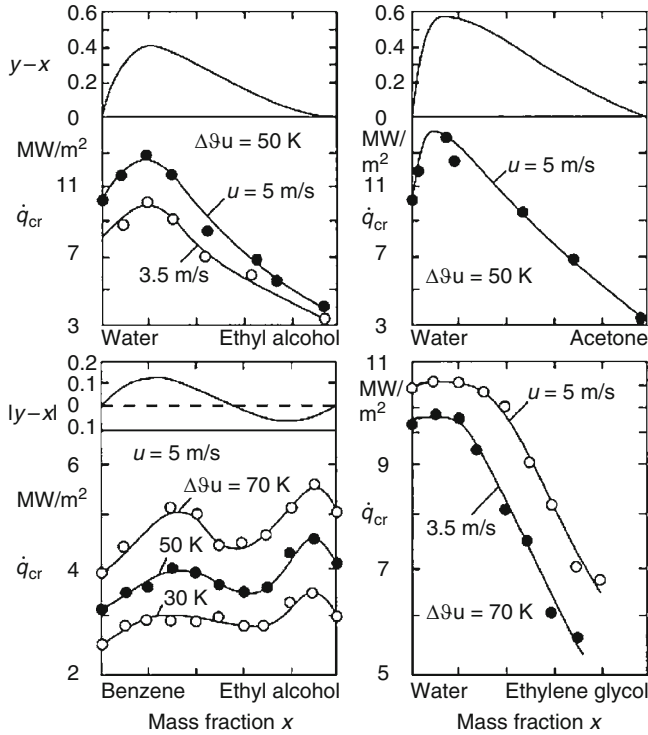 0.6
0.4
y−x
0.2
0
MW/m²
Δϑu = 50 K
11
u = 5 m/s
q̇cr
7
3.5 m/s
3
Water
Ethyl alcohol
0.6
0.4
0.2
0
MW/
m²
u = 5 m/s
11
7
Δϑu = 50 K
3
Water
Acetone
0.2
0.1
0
|y−x|
0.1
u = 5 m/s
6
MW/m²
Δϑu = 70 K
q̇cr
50 K
4
30 K
2
Benzene
Ethyl alcohol
Mass fraction x
11
MW/
m²
u = 5 m/s
9
q̇cr
3.5 m/s
7
Δϑu = 70 K
5
Water
Ethylene glycol
Mass fraction x